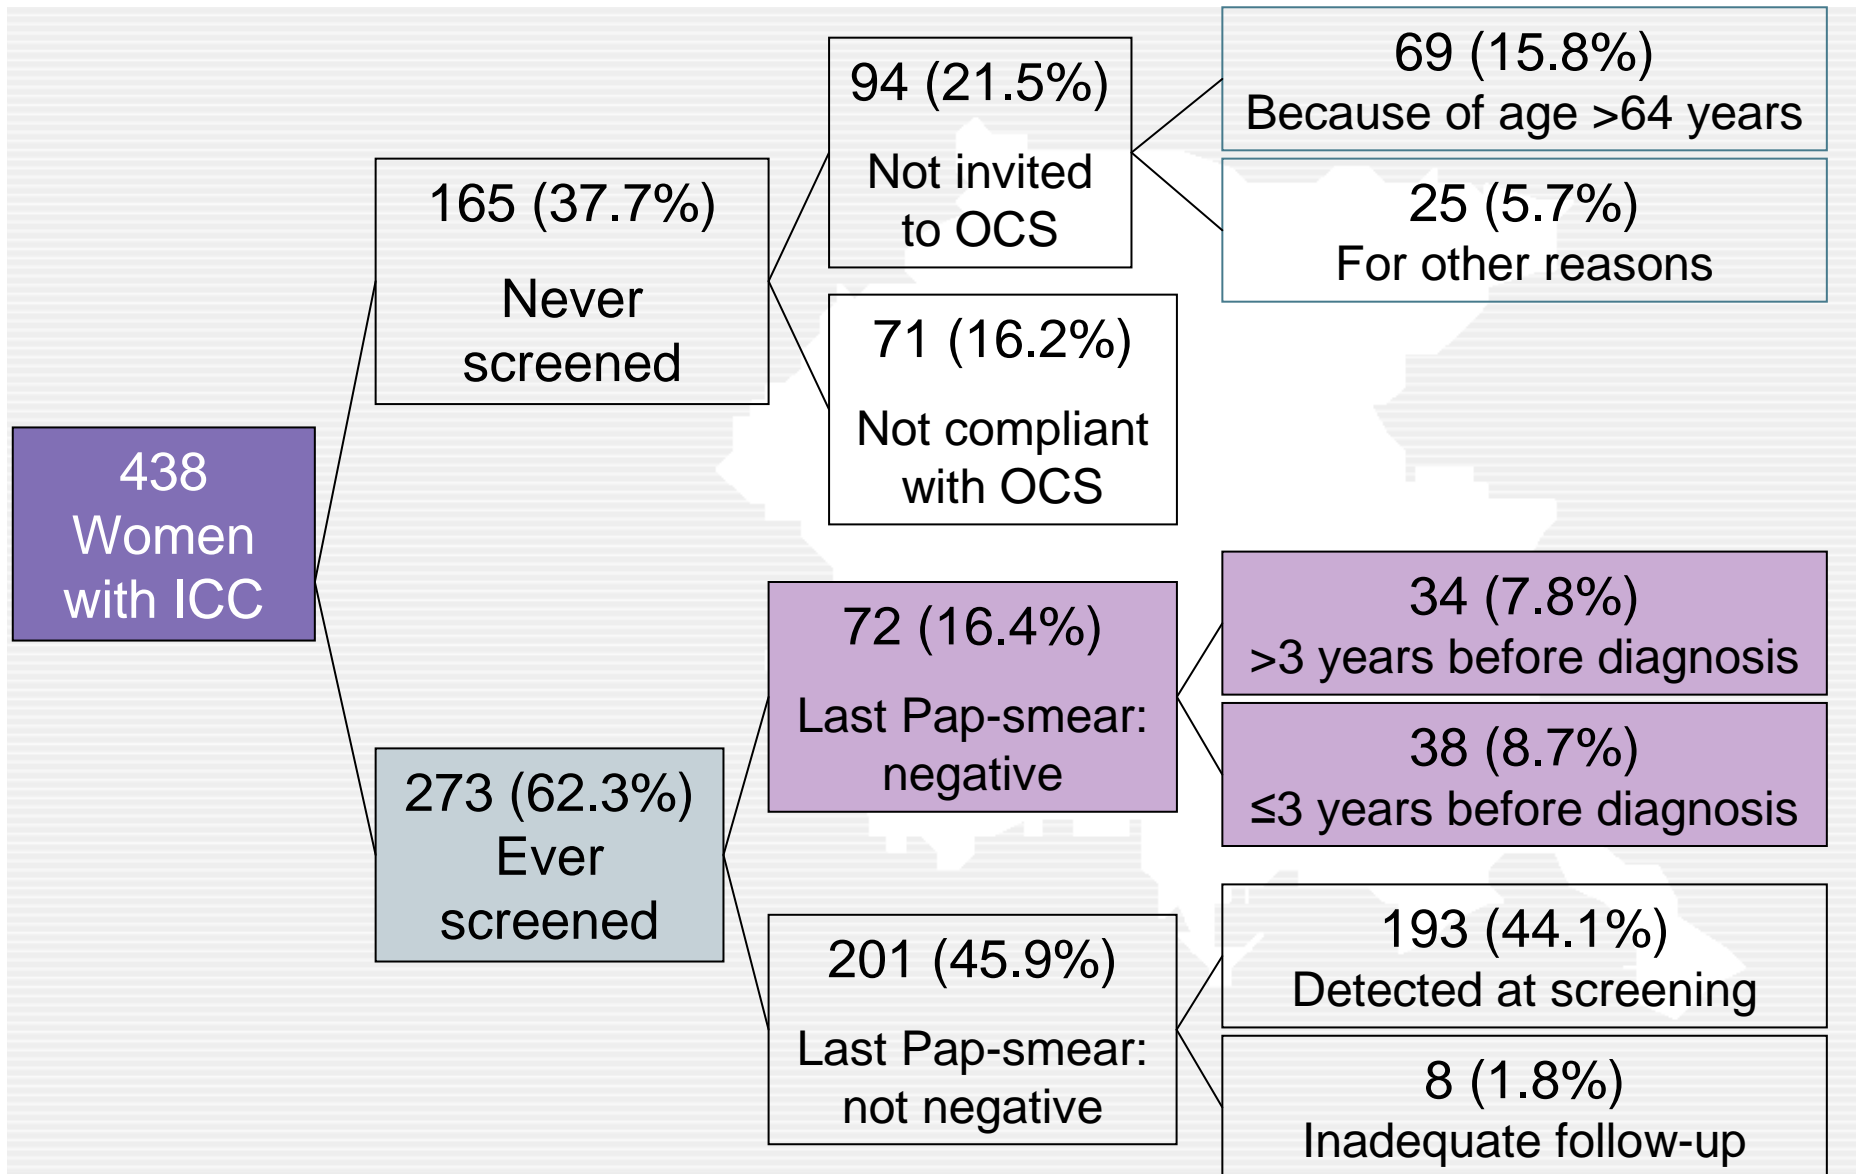 438
Women
with ICC
165 (37.7%)
Never
screened
94 (21.5%)
Not invited
to OCS
69 (15.8%)
Because of age >64 years
25 (5.7%)
For other reasons
71 (16.2%)
Not compliant
with OCS
273 (62.3%)
Ever
screened
72 (16.4%)
Last Pap-smear:
negative
34 (7.8%)
>3 years before diagnosis
38 (8.7%)
≤3 years before diagnosis
201 (45.9%)
Last Pap-smear:
not negative
193 (44.1%)
Detected at screening
8 (1.8%)
Inadequate follow-up